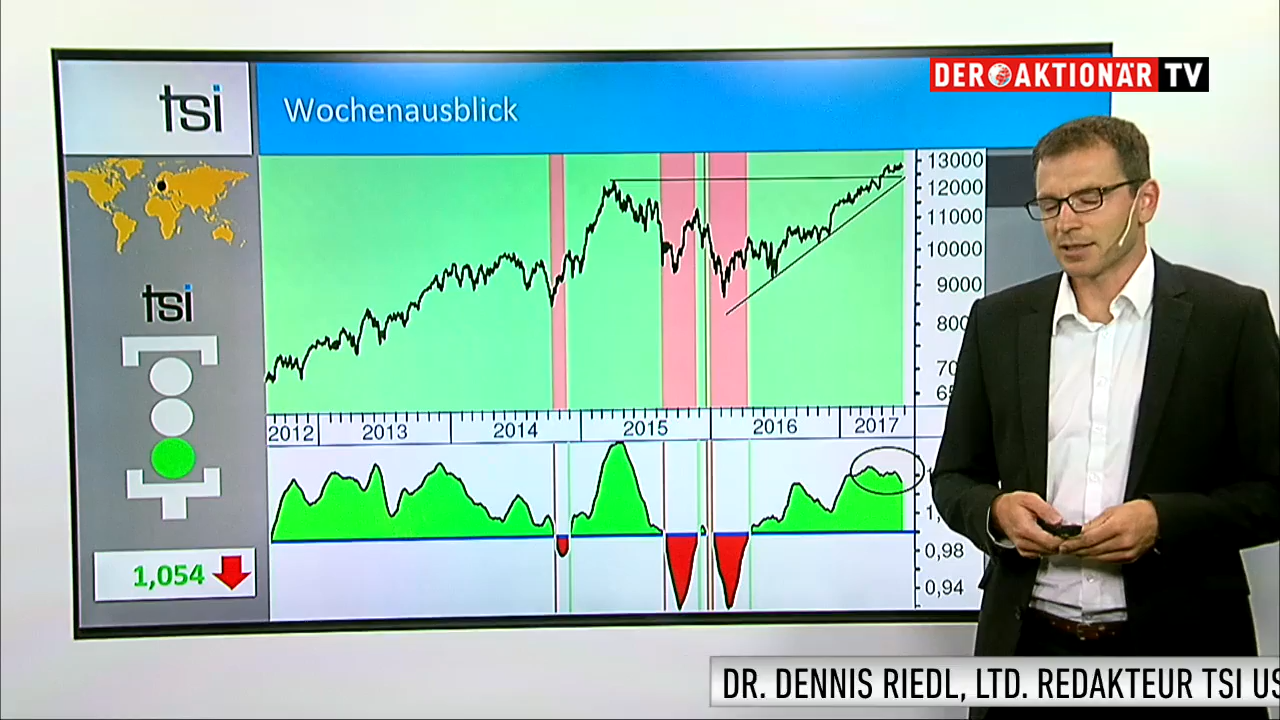 DER AKTIONÄR TV
tsi
Wochenausblick
13000
12000
11000
10000
9000
tsi
2012 2013 2014 2015 2016 2017
0,98
1,054
0,94
DR. DENNIS RIEDL, LTD. REDAKTEUR TSI